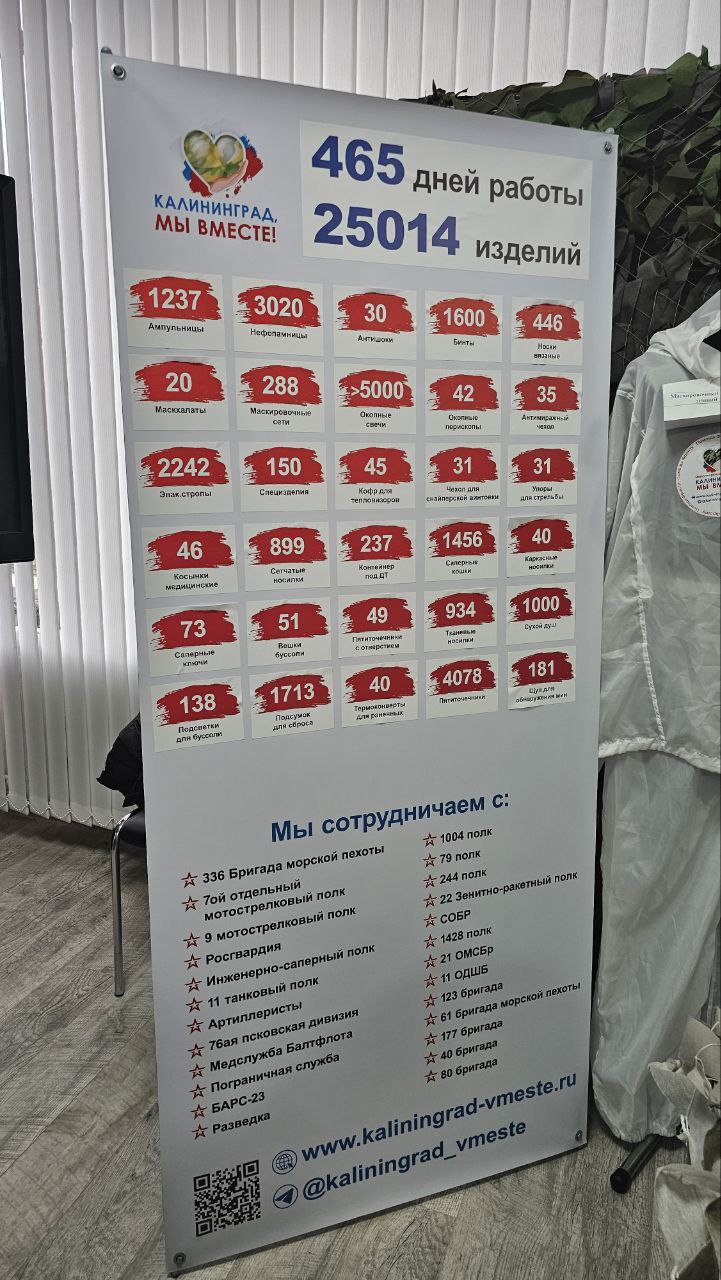 КАЛИНИНГРАД,
МЫ ВМЕСТЕ!
465 дней работы
25014 изделий
1237
Ампульницы
3020
Нефопамницы
30
Антишоки
1600
Бинты
446
Носки
вязаные
20
Маскхалаты
288
Маскировочные
сети
>5000
Окопные
свечи
42
Окопные
перископы
35
Антимиражный
чехол
2242
Эвак.стропы
150
Специзделия
45
Кофр для
тепловизоров
31
Чехол для
снайперской винтовки
31
Упоры
для стрельбы
46
Косынки
медицинские
899
Сетчатые
носилки
237
Контейнер
под ДТ
1456
Саперные
кошки
40
Каркасные
носилки
73
Саперные
ключи
51
Вешки
буссоли
49
Пятиточечники
с отверстием
934
Тканевые
носилки
1000
Сухой душ
138
Подсветки
для буссоли
1713
Подсумок
для сброса
40
Термоконверты
для раненных
4078
Пятиточечники
181
Щуп для
обнаружения мин
Мы сотрудничаем с:
336 Бригада морской пехоты
7ой отдельный
мотострелковый полк
9 мотострелковый полк
Росгвардия
Инженерно-саперный полк
11 танковый полк
Артиллеристы
76ая псковская дивизия
Медслужба Балтфлота
Пограничная служба
БАРС-23
Разведка
1004 полк
79 полк
244 полк
22 Зенитно-ракетный полк
СОБР
1428 полк
21 ОМСБр
11 ОДШБ
123 бригада
61 бригада морской пехоты
177 бригада
40 бригада
80 бригада
www.kaliningrad-vmeste.ru
@kaliningrad_vmeste